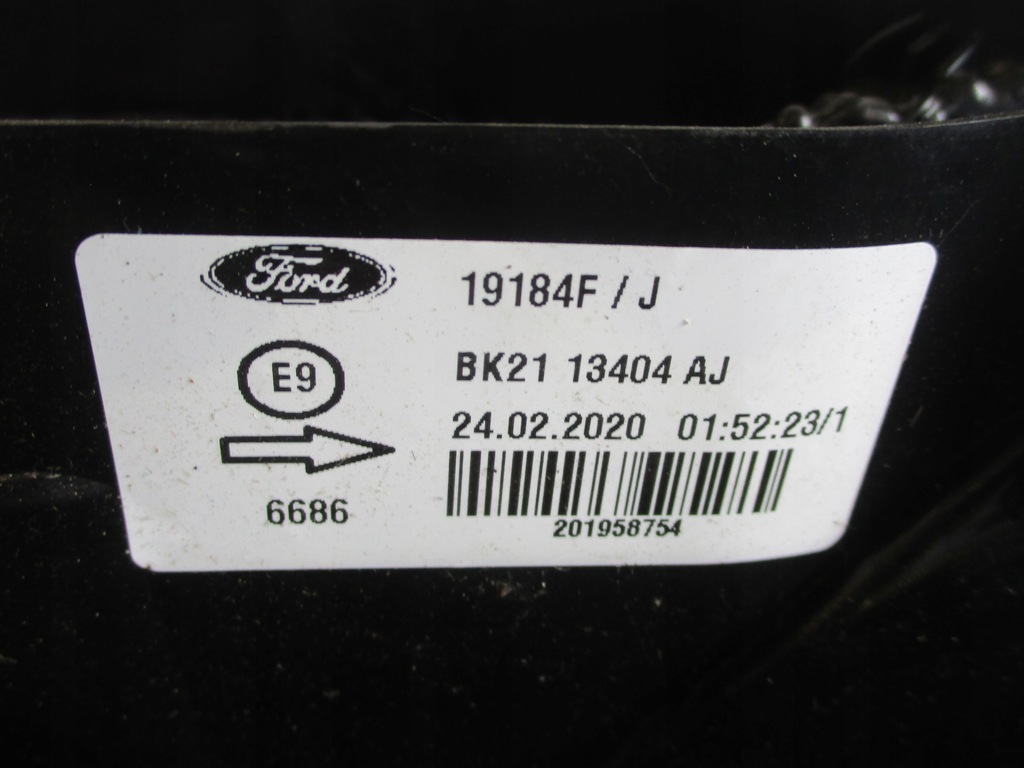 Ford
19184F / J
E9
BK21 13404 AJ
24.02.2020 01:52:23/1
6686
201958754